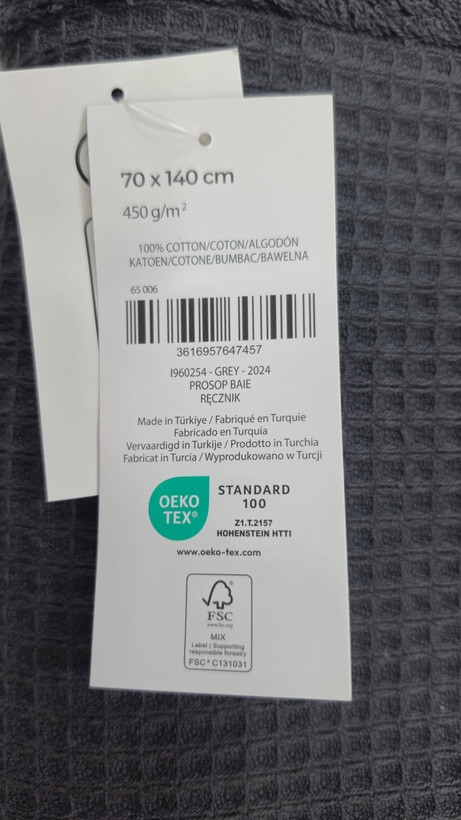 70 x 140 cm
450 g/m²
100% COTTON/COTON/ALGODÓN
KATOEN/COTONE/BUMBAC/BAWELNA
65 006
3616957647457
I960254 - GREY - 2024
PROSOP BAIE
RĘCZNIK
Made in Türkiye / Fabriqué en Turquie
Fabricado en Turquia
Vervaardigd in Turkije / Prodotto in Turchia
Fabricat in Turcia / Wyprodukowano w Turcji
OEKO
TEX®
STANDARD
100
Z1.T.2157
HOHENSTEIN HTTI
www.oeko-tex.com
®
FSC
www.fsc.org
MIX
Label | Supporting
responsible forestry
FSC® C131031